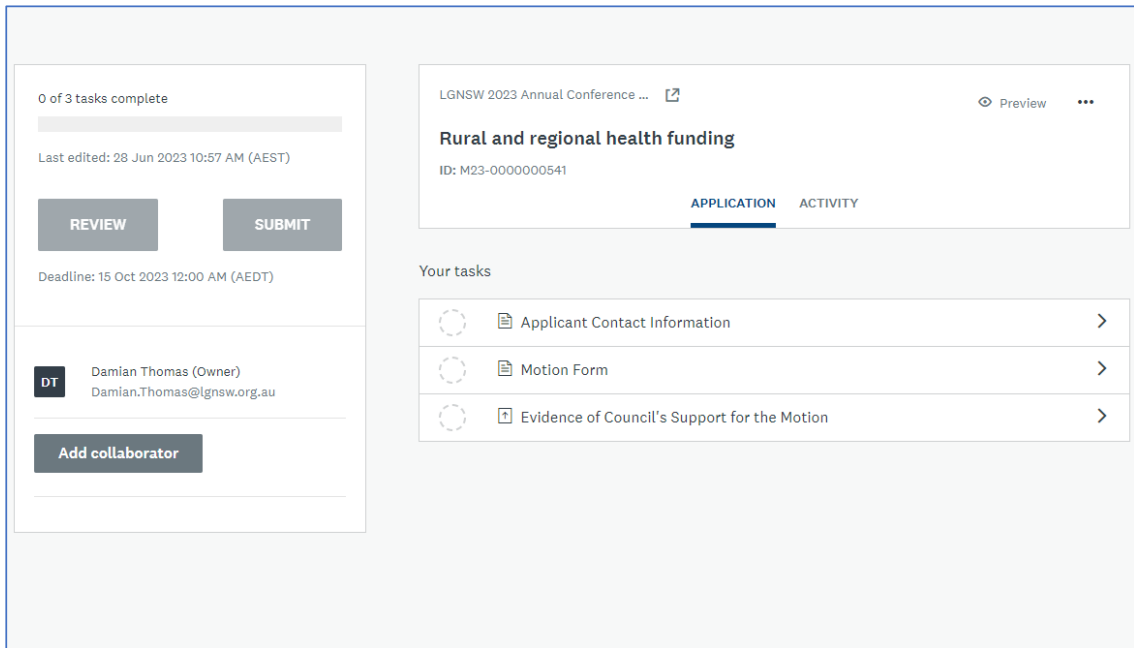 0 of 3 tasks complete
Last edited: 28 Jun 2023 10:57 AM (AEST)
REVIEW
SUBMIT
Deadline: 15 Oct 2023 12:00 AM (AEDT)
DT
Damian Thomas (Owner)
Damian.Thomas@lgnsw.org.au
Add collaborator
LGNSW 2023 Annual Conference ...
Preview
Rural and regional health funding
ID: M23-0000000541
APPLICATION
ACTIVITY
Your tasks
Applicant Contact Information
Motion Form
Evidence of Council's Support for the Motion